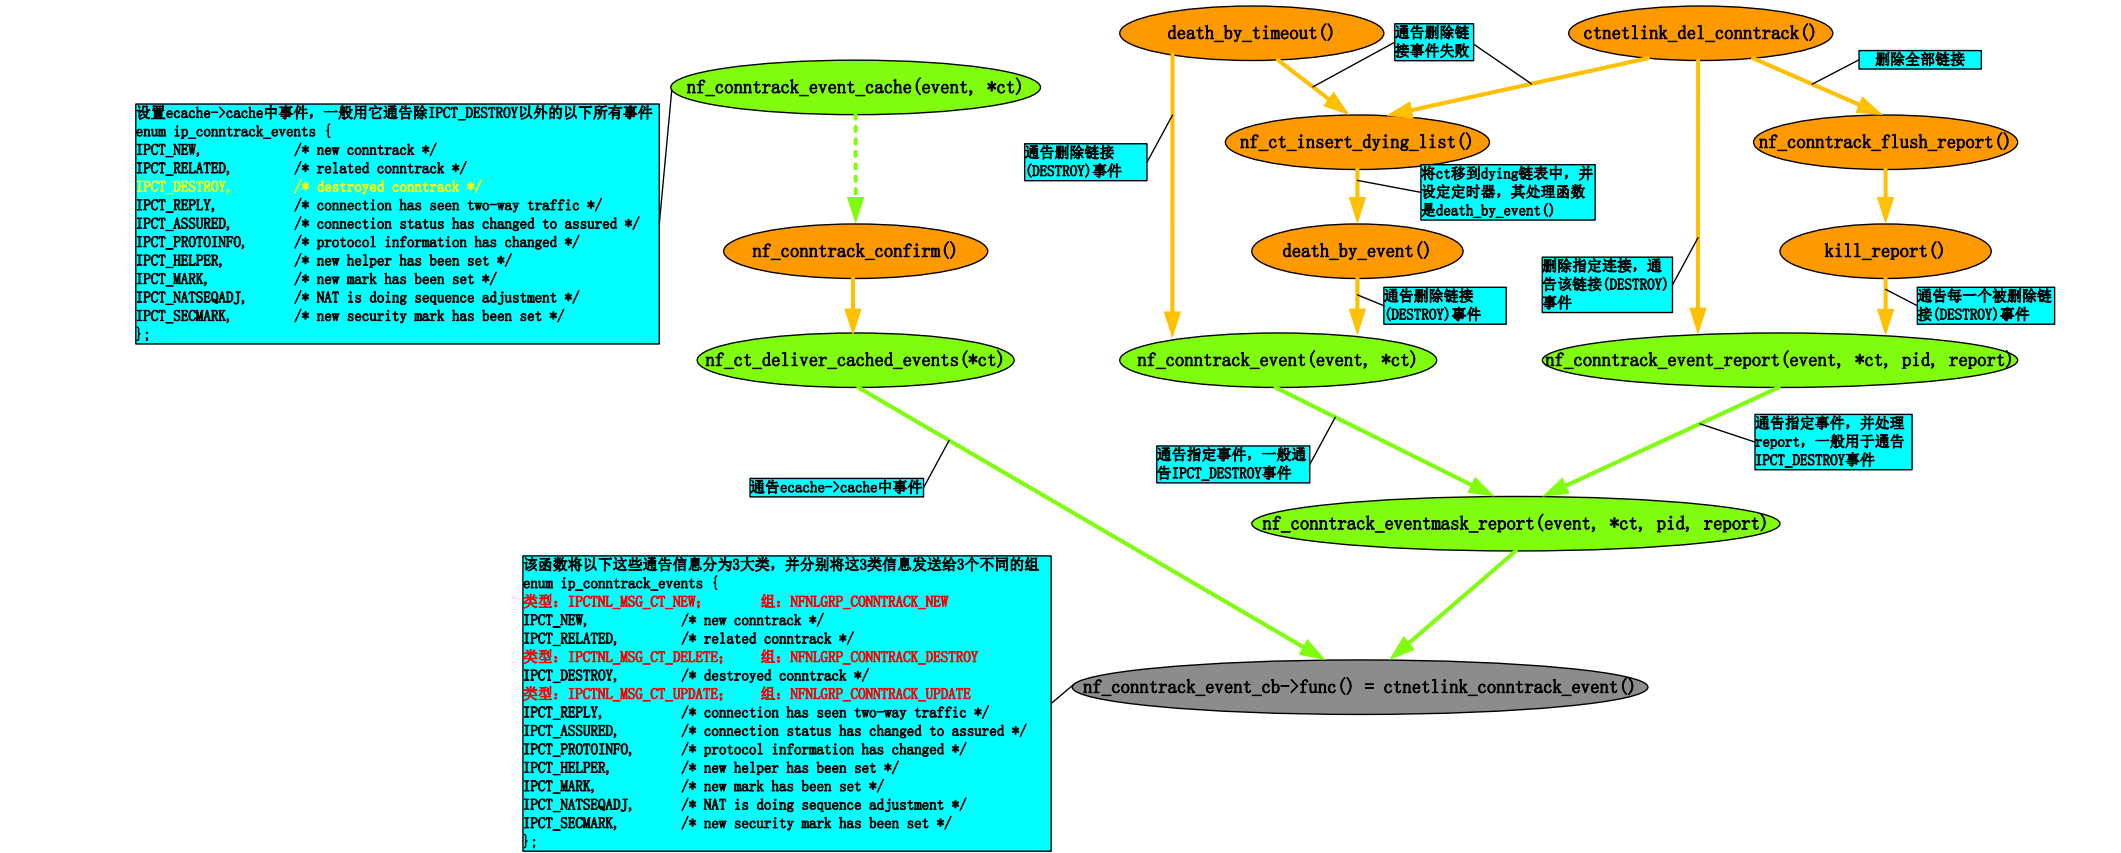 death_by_timeout()
通告删除链
接事件失败
ctnetlink_del_conntrack()
删除全部链接
nf_conntrack_event_cache(event, *ct)
设置ecache->cache中事件，一般用它通告除IPCT_DESTROY以外的以下所有事件
enum ip_conntrack_events {
IPCT_NEW, /* new conntrack */
IPCT_RELATED, /* related conntrack */
IPCT_DESTROY, /* destroyed conntrack */
IPCT_REPLY, /* connection has seen two-way traffic */
IPCT_ASSURED, /* connection status has changed to assured */
IPCT_PROTOINFO, /* protocol information has changed */
IPCT_HELPER, /* new helper has been set */
IPCT_MARK, /* new mark has been set */
IPCT_NATSEQADJ, /* NAT is doing sequence adjustment */
IPCT_SECMARK, /* new security mark has been set */
};
通告删除链接
(DESTROY)事件
nf_ct_insert_dying_list()
nf_conntrack_flush_report()
将ct移到dying链表中，并
设定定时器，其处理函数
是death_by_event()
nf_conntrack_confirm()
death_by_event()
kill_report()
删除指定连接，通
告该链接(DESTROY)
事件
通告删除链接
(DESTROY)事件
通告每一个被删除链
接(DESTROY)事件
nf_ct_deliver_cached_events(*ct)
nf_conntrack_event(event, *ct)
nf_conntrack_event_report(event, *ct, pid, report)
通告指定事件，并处理
report，一般用于通告
IPCT_DESTROY事件
通告指定事件，一般通
告IPCT_DESTROY事件
通告ecache->cache中事件
nf_conntrack_eventmask_report(event, *ct, pid, report)
该函数将以下这些通告信息分为3大类，并分别将这3类信息发送给3个不同的组
enum ip_conntrack_events {
类型：IPCTNL_MSG_CT_NEW； 组：NFNLGRP_CONNTRACK_NEW
IPCT_NEW, /* new conntrack */
IPCT_RELATED, /* related conntrack */
类型：IPCTNL_MSG_CT_DELETE； 组：NFNLGRP_CONNTRACK_DESTROY
IPCT_DESTROY, /* destroyed conntrack */
类型：IPCTNL_MSG_CT_UPDATE； 组：NFNLGRP_CONNTRACK_UPDATE
IPCT_REPLY, /* connection has seen two-way traffic */
IPCT_ASSURED, /* connection status has changed to assured */
IPCT_PROTOINFO, /* protocol information has changed */
IPCT_HELPER, /* new helper has been set */
IPCT_MARK, /* new mark has been set */
IPCT_NATSEQADJ, /* NAT is doing sequence adjustment */
IPCT_SECMARK, /* new security mark has been set */
};
nf_conntrack_event_cb->func() = ctnetlink_conntrack_event()